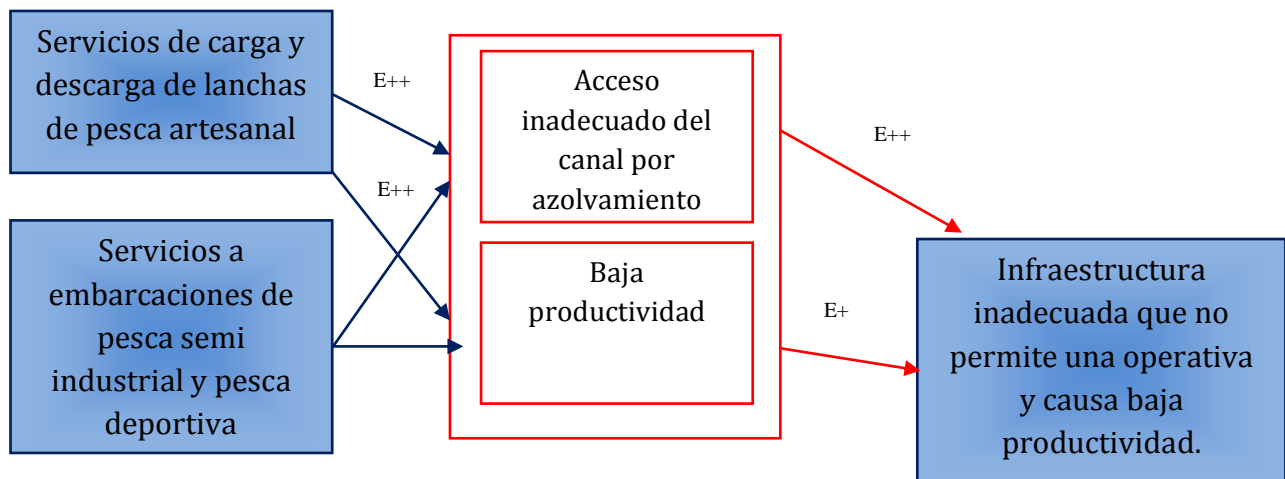 Servicios de carga y
descarga de lanchas
de pesca artesanal
E++
E++
Servicios a
embarcaciones de
pesca semi
industrial y pesca
deportiva
Acceso
inadecuado del
canal por
azolvamiento
Baja
productividad
E++
E+
Infraestructura
inadecuada que no
permite una operativa
y causa baja
productividad.